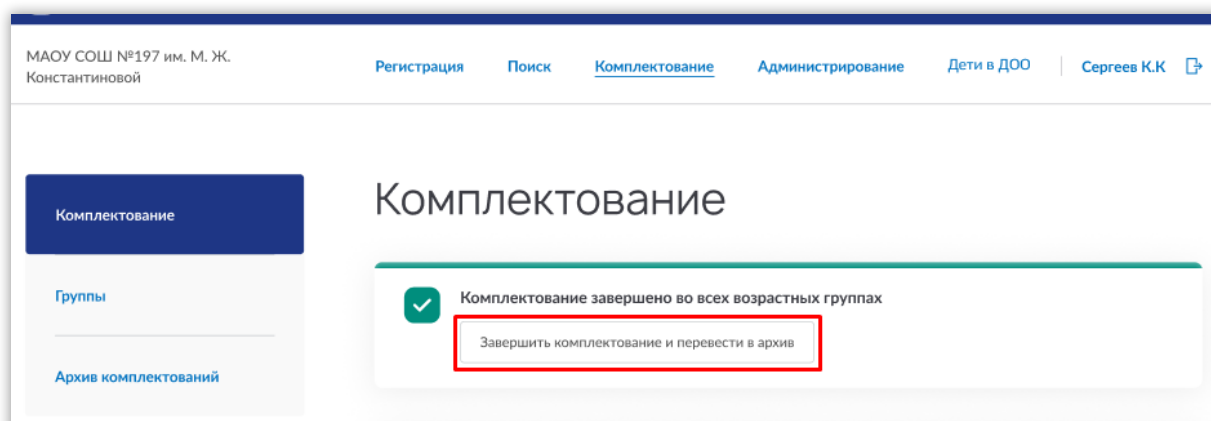 МАОУ СОШ №197 им. М. Ж.
Константиновой
Регистрация Поиск Комплектование Администрирование Дети в ДОО Сергеев К.К
Комплектование
Группы
Архив комплектований
Комплектование
Комплектование завершено во всех возрастных группах
Завершить комплектование и перевести в архив